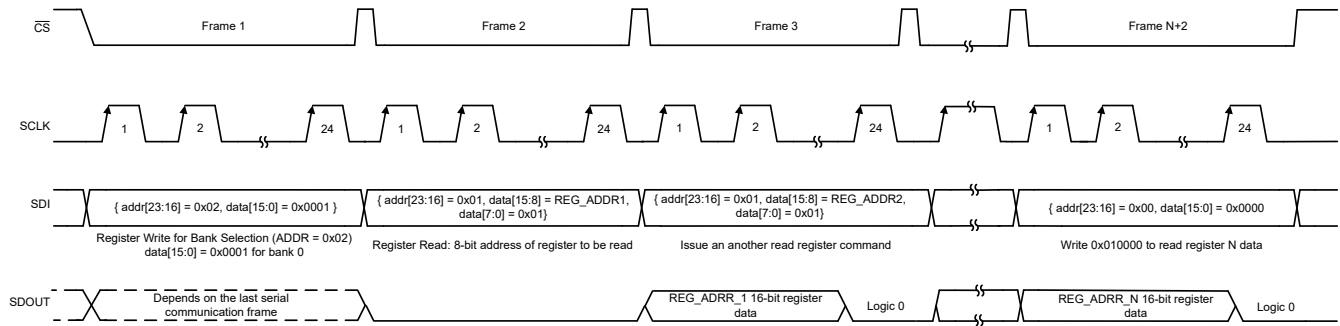 CS
Frame 1
Frame 2
Frame 3
Frame N+2
SCLK
1
2
24
1
2
24
1
2
24
1
2
24
SDI
{ addr[23:16] = 0x02, data[15:0] = 0x0001 }
{ addr[23:16] = 0x01, data[15:8] = REG_ADDR1,
data[7:0] = 0x01}
{ addr[23:16] = 0x01, data[15:8] = REG_ADDR2,
data[7:0] = 0x01}
{ addr[23:16] = 0x00, data[15:0] = 0x0000
Register Write for Bank Selection (ADDR = 0x02)
data[15:0] = 0x0001 for bank 0
Register Read: 8-bit address of register to be read
Issue an another read register command
Write 0x010000 to read register N data
SDOUT
Depends on the last serial
communication frame
REG_ADRR_1 16-bit register
data
Logic 0
REG_ADRR_N 16-bit register
data
Logic 0